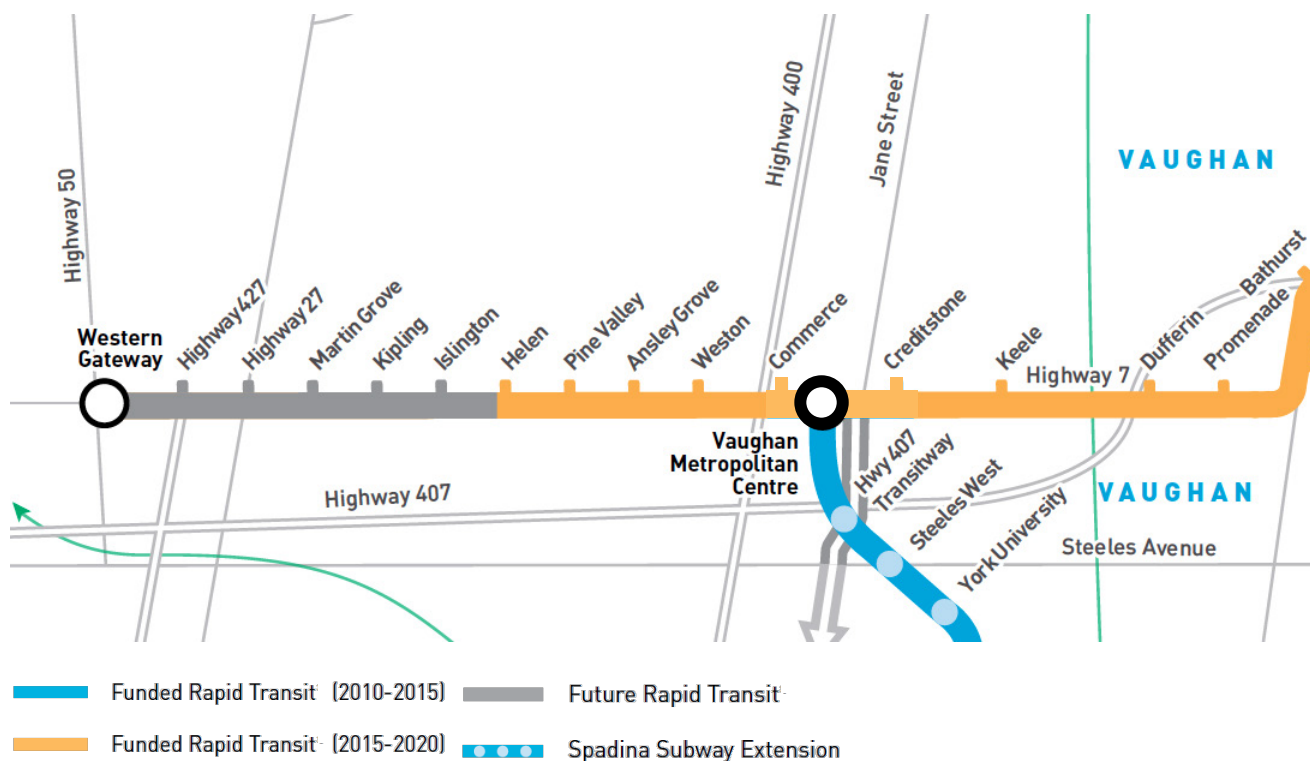 Highway 50
Highway 400
Jane Street
VAUGHAN
Western
Gateway
Highway 427
Highway 27
Martin Grove
Kipling
Islington
Helen
Pine Valley
Ansley Grove
Weston
Commerce
Creditstone
Keele
Highway 7
Dufferin
Promenade
Bathurst
Vaughan
Metropolitan
Centre
Hwy 407
Transitway
Steeles West
York University
Highway 407
VAUGHAN
Steeles Avenue
Funded Rapid Transit (2010-2015)
Future Rapid Transit
Funded Rapid Transit (2015-2020)
Spadina Subway Extension